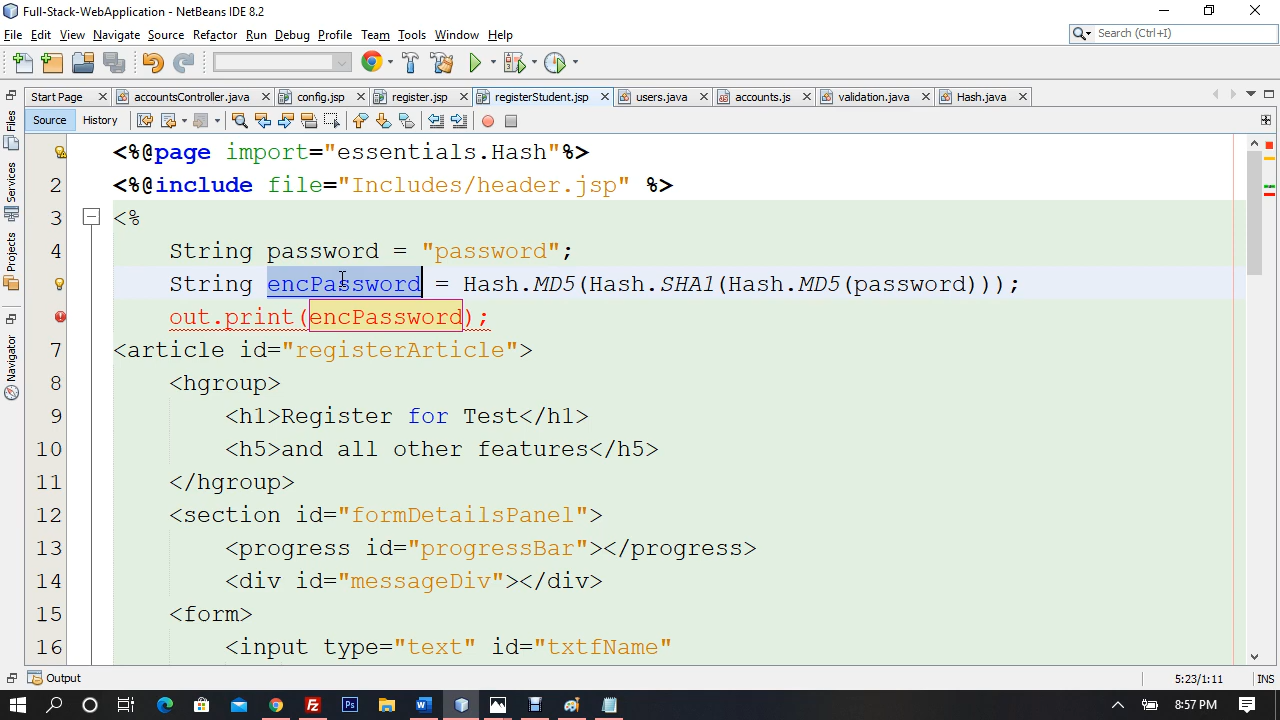 Full-Stack-WebApplication - NetBeans IDE 8.2
File Edit View Navigate Source Refactor Run Debug Profile Team Tools Window Help
Search (Ctrl+I)
Start Page accountsController.java config.jsp register.jsp registerStudent.jsp users.java accounts.js validation.java Hash.java
Source History
Files
Services
Projects
Navigator
<%@page import="essentials.Hash"%>
2 <%@include file="Includes/header.jsp" %>
3 <%
4 String password = "password";
String encPassword = Hash.MD5(Hash.SHA1(Hash.MD5(password)));
out.print(encPassword);
7 <article id="registerArticle">
8 <hgroup>
9 <h1>Register for Test</h1>
10 <h5>and all other features</h5>
11 </hgroup>
12 <section id="formDetailsPanel">
13 <progress id="progressBar"></progress>
14 <div id="messageDiv"></div>
15 <form>
16 <input type="text" id="txtfName"
Output
5:23/1:11 INS
8:57 PM